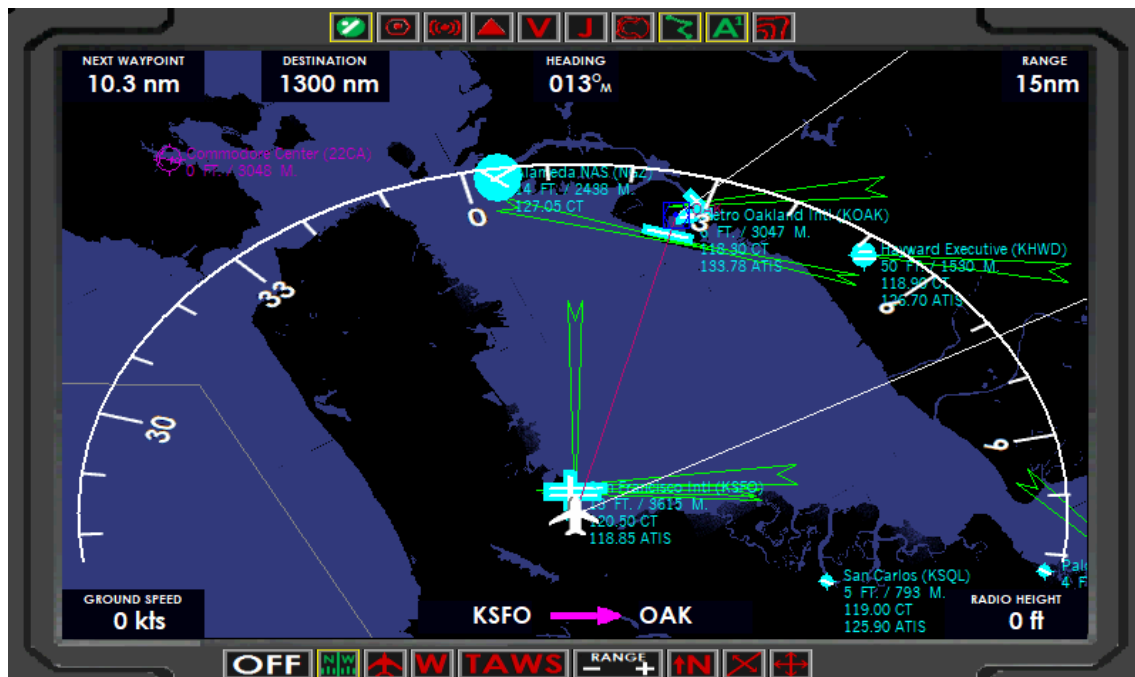 NEXT WAYPOINT
10.3 nm
DESTINATION
1300 nm
HEADING
013°M
RANGE
15nm
Commodore Center (22CA)
0 FT. / 3048 M.
Alameda NAS (NGZ)
14 FT. / 2438 M.
127.05 CT
Metro Oakland Intl (KOAK)
6 FT. / 3047 M.
118.30 CT
133.78 ATIS
Hayward Executive (KHWD)
50 FT. / 1530 M.
118.90 CT
126.70 ATIS
0
3
33
6
30
9
San Francisco Intl (KSFO)
13 FT. / 3615 M.
120.50 CT
118.85 ATIS
San Carlos (KSQL)
5 FT. / 793 M.
119.00 CT
125.90 ATIS
4 F
GROUND SPEED
0 kts
KSFO OAK
RADIO HEIGHT
0 ft
V J A1
OFF N W W TAWS - RANGE + N